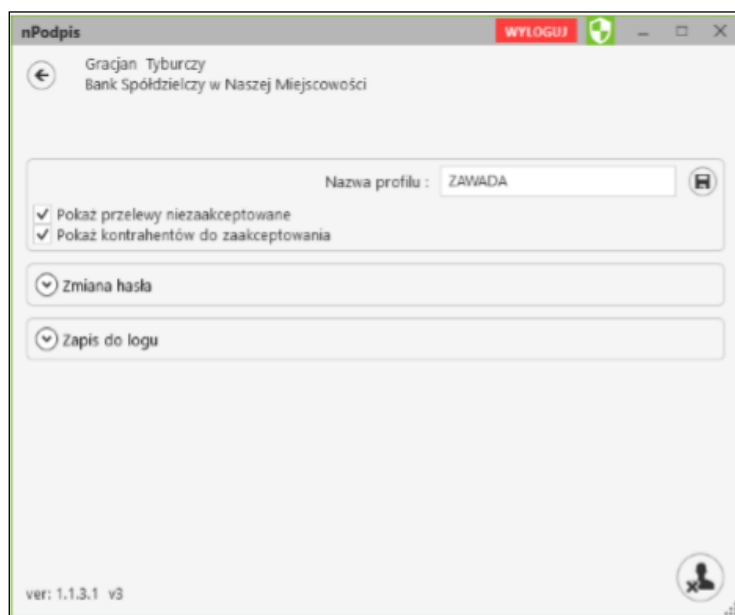 nPodpis WYLOGUJ
Gracjan Tyburczy
Bank Spółdzielczy w Naszej Miejscowości
Nazwa profilu : ZAWADA
Pokaż przelewy niezaakceptowane
Pokaż kontrahentów do zaakceptowania
Zmiana hasła
Zapis do logu
ver: 1.1.3.1 v3